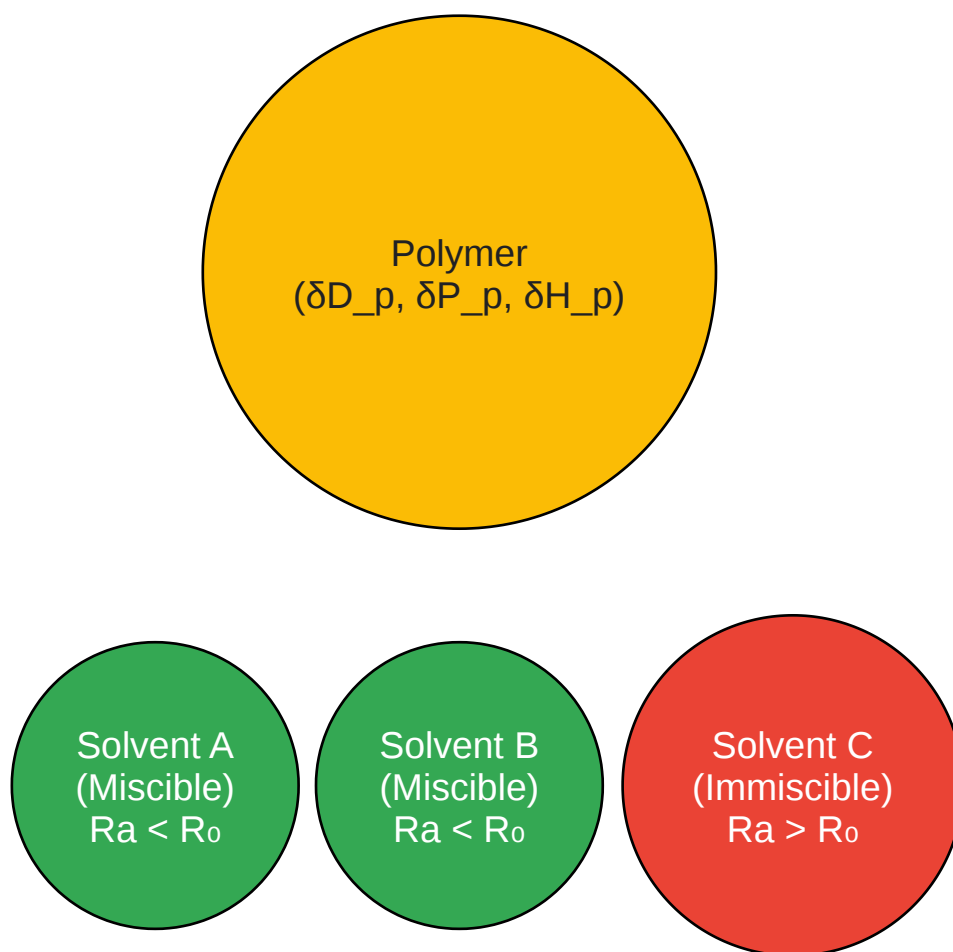 Polymer
(δD_p, δP_p, δH_p)
Solvent A
(Miscible)
Ra < R₀
Solvent B
(Miscible)
Ra < R₀
Solvent C
(Immiscible)
Ra > R₀